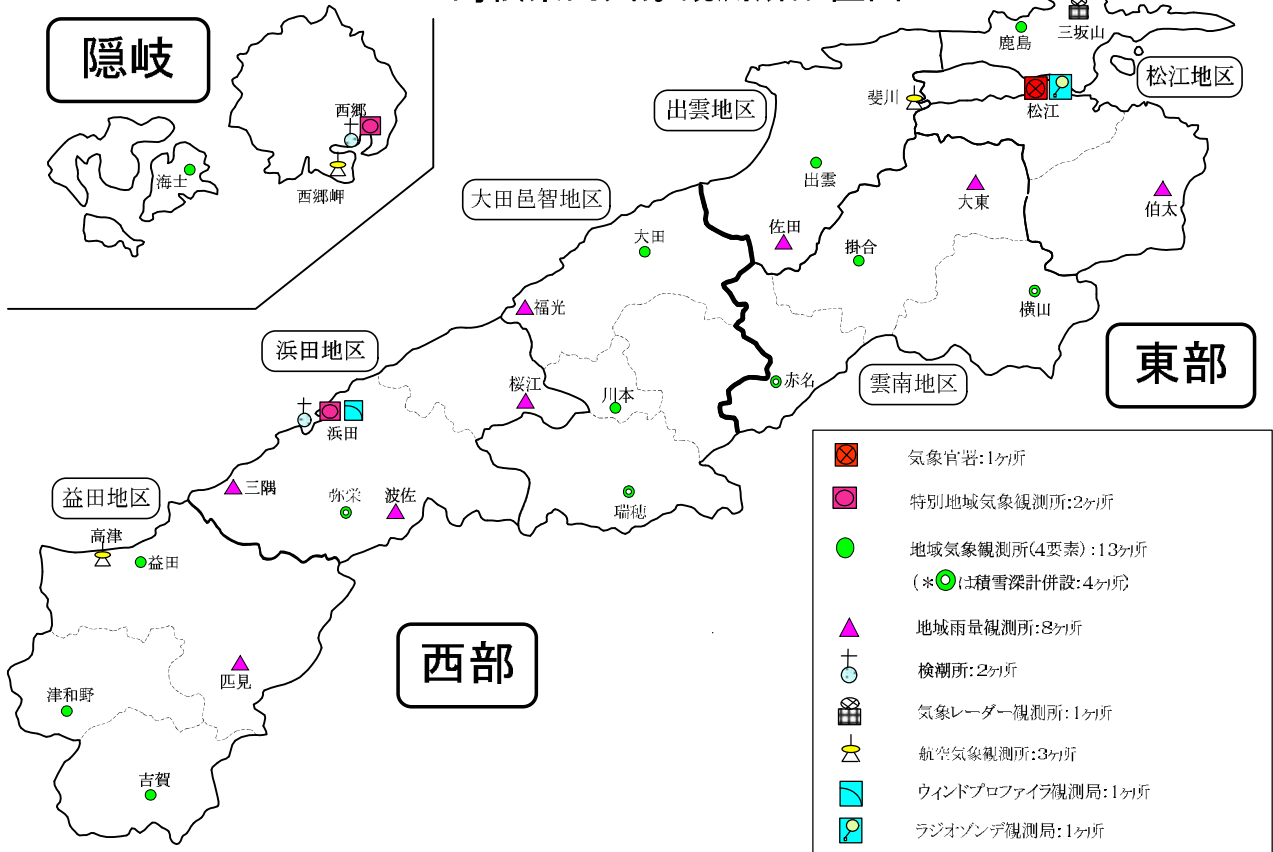 隠岐
西郷
海士
西郷岬
鹿島
三坂山
松江地区
斐川
松江
出雲地区
出雲
大田邑智地区
大東
伯太
佐田
大田
掛合
福光
横山
浜田地区
東部
桜江
川本
赤名
雲南地区
浜田
三隅
弥栄
波佐
瑞穂
益田地区
高津
益田
西部
匹見
津和野
吉賀
気象官署:1ヶ所
特別地域気象観測所:2ヶ所
地域気象観測所(4要素):13ヶ所
(*◎は積雪深計併設:4ヶ所)
地域雨量観測所:8ヶ所
検潮所:2ヶ所
気象レーダー観測所:1ヶ所
航空気象観測所:3ヶ所
ウィンドプロファイラ観測局:1ヶ所
ラジオゾンデ観測局:1ヶ所